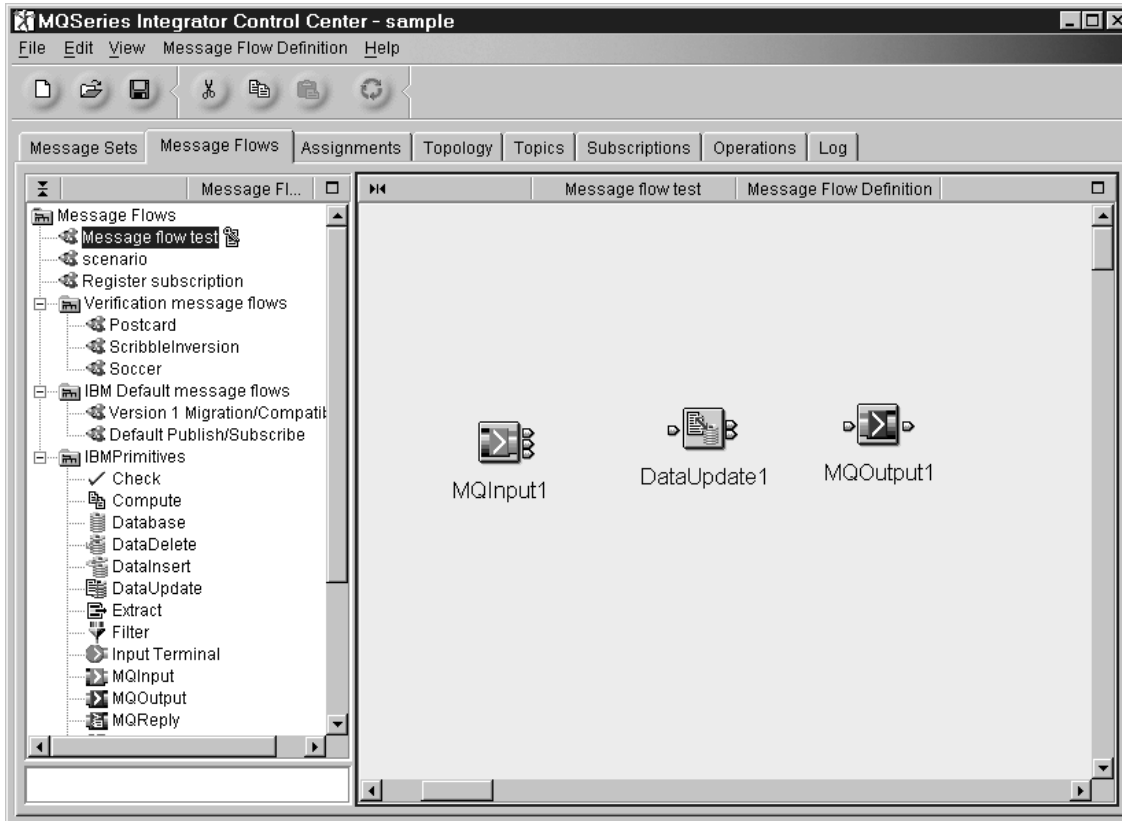 MQSeries Integrator Control Center - sample
File Edit View Message Flow Definition Help
Message Sets Message Flows Assignments Topology Topics Subscriptions Operations Log
Message Fl...
Message Flows
Message flow test
scenario
Register subscription
Verification message flows
Postcard
ScribbleInversion
Soccer
IBM Default message flows
Version 1 Migration/Compatib
Default Publish/Subscribe
IBMPrimitives
Check
Compute
Database
DataDelete
DataInsert
DataUpdate
Extract
Filter
Input Terminal
MQInput
MQOutput
MQReply
Message flow test Message Flow Definition
MQInput1
DataUpdate1
MQOutput1